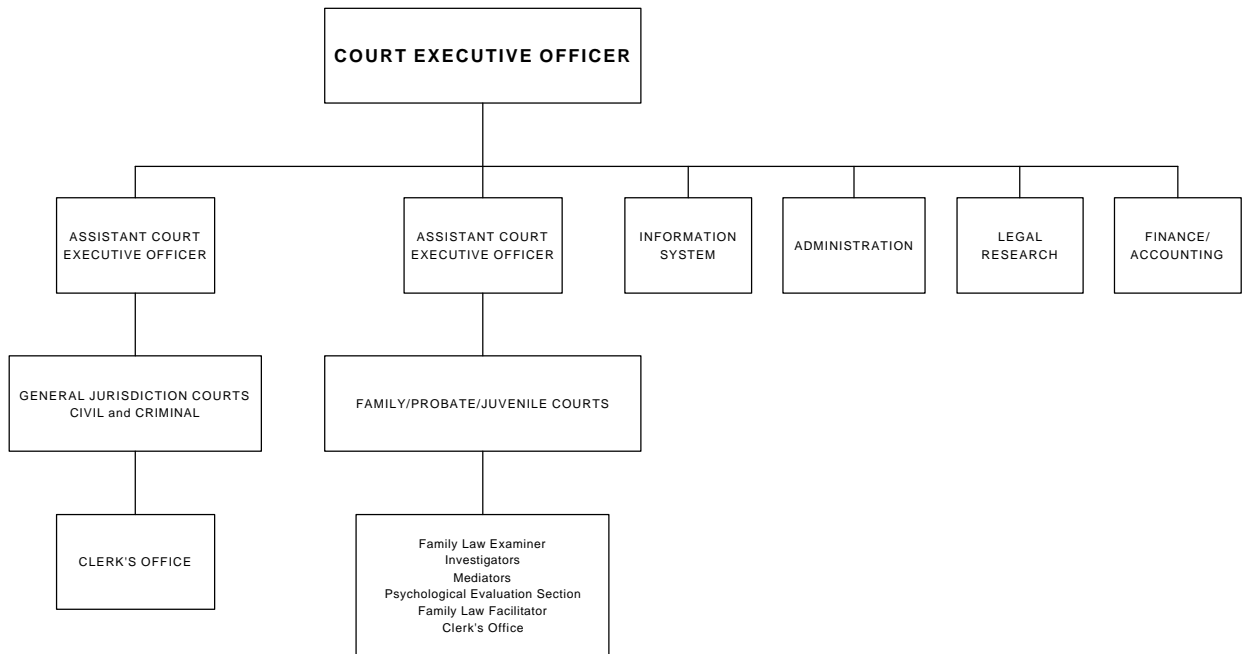 COURT EXECUTIVE OFFICER
ASSISTANT COURT
EXECUTIVE OFFICER
ASSISTANT COURT
EXECUTIVE OFFICER
INFORMATION
SYSTEM
ADMINISTRATION
LEGAL
RESEARCH
FINANCE/
ACCOUNTING
GENERAL JURISDICTION COURTS
CIVIL and CRIMINAL
FAMILY/PROBATE/JUVENILE COURTS
CLERK'S OFFICE
Family Law Examiner
Investigators
Mediators
Psychological Evaluation Section
Family Law Facilitator
Clerk's Office